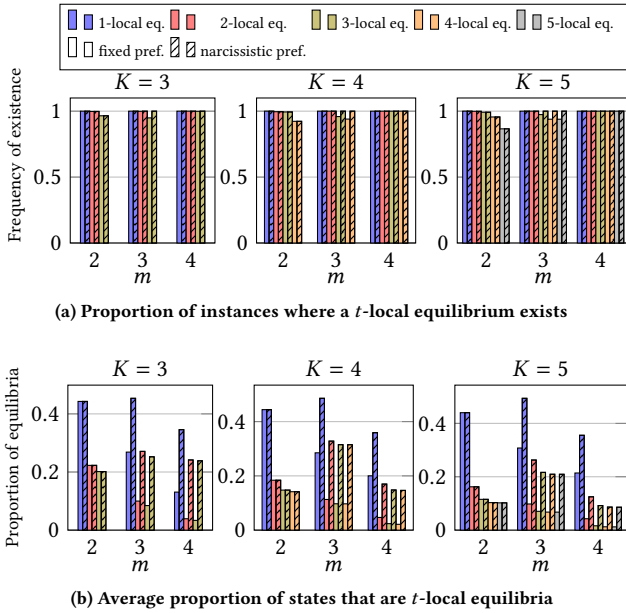 1-local eq. 2-local eq. 3-local eq. 4-local eq. 5-local eq.
fixed pref. narcissistic pref.
K = 3 K = 4 K = 5
Frequency of existence
1 1 1
0.5 0.5 0.5
0 0 0
2 3 4 2 3 4 2 3 4
m m m
(a) Proportion of instances where a t-local equilibrium exists
K = 3 K = 4 K = 5
Proportion of equilibria
0.4 0.4 0.4
0.2 0.2 0.2
0 0 0
2 3 4 2 3 4 2 3 4
m m m
(b) Average proportion of states that are t-local equilibria